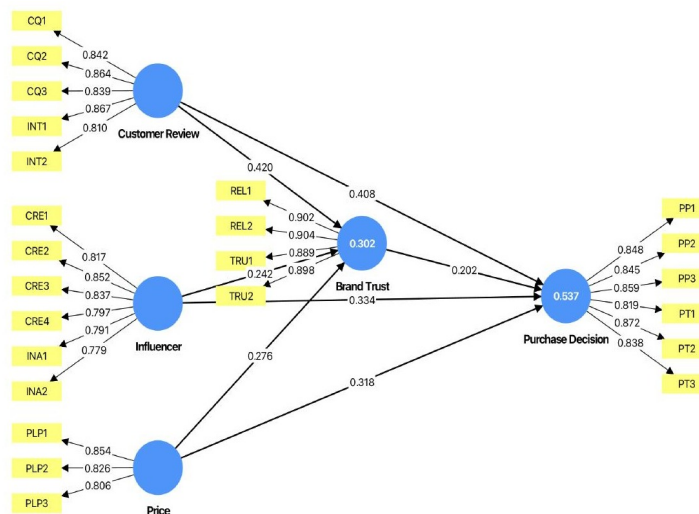 CQ1
CQ2
CQ3
INT1
INT2
0.842
0.864
0.839
0.867
0.810
Customer Review
0.420
0.408
REL1
REL2
TRU1
TRU2
0.902
0.904
0.889
0.898
0.302
Brand Trust
0.242
0.202
0.334
CRE1
CRE2
CRE3
CRE4
INA1
INA2
0.817
0.852
0.837
0.797
0.791
0.779
Influencer
0.276
0.318
0.537
Purchase Decision
PP1
PP2
PP3
PT1
PT2
PT3
0.848
0.845
0.859
0.819
0.872
0.838
PLP1
PLP2
PLP3
0.854
0.826
0.806
Price